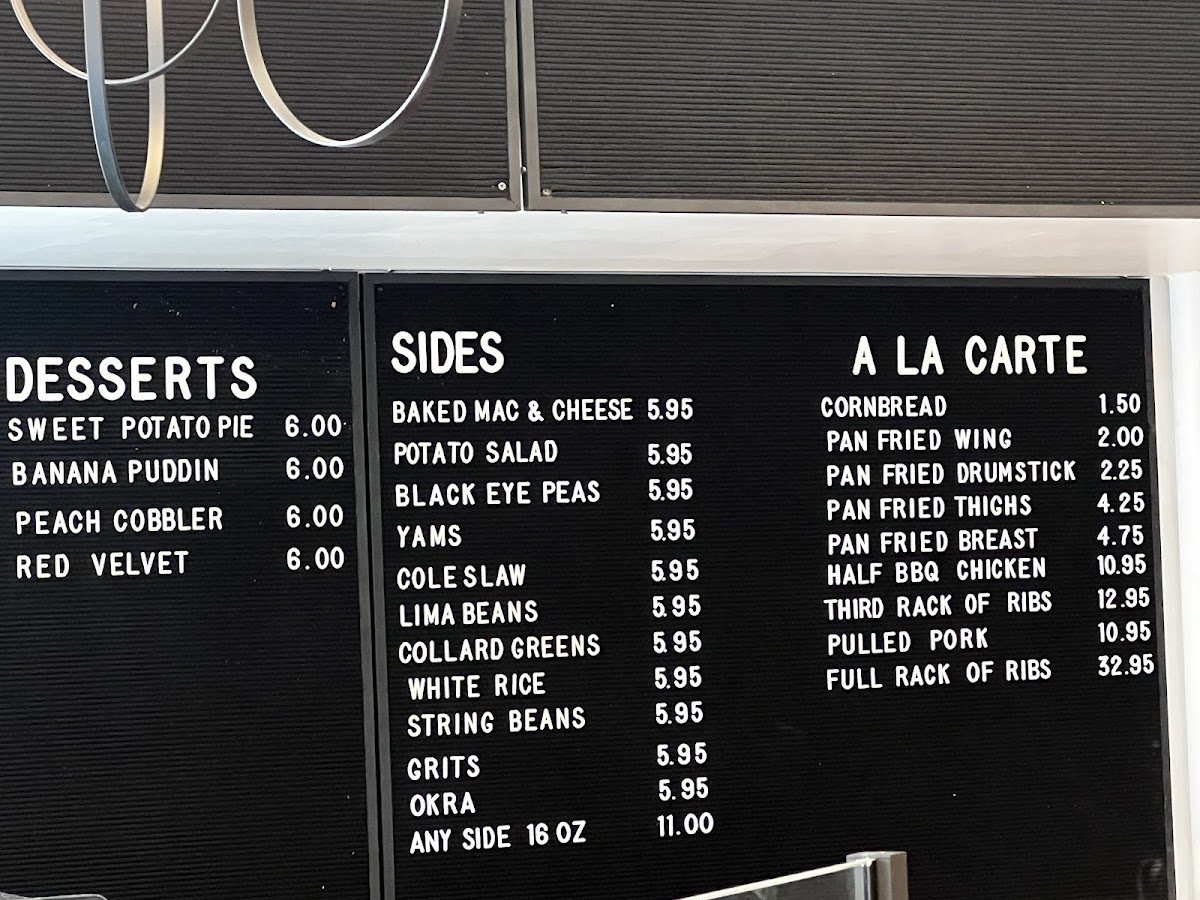 DESSERTS
SWEET POTATO PIE 6.00
BANANA PUDDIN 6.00
PEACH COBBLER 6.00
RED VELVET 6.00
SIDES
BAKED MAC & CHEESE 5.95
POTATO SALAD 5.95
BLACK EYE PEAS 5.95
YAMS 5.95
COLE SLAW 5.95
LIMA BEANS 5.95
COLLARD GREENS 5.95
WHITE RICE 5.95
STRING BEANS 5.95
GRITS 5.95
OKRA 5.95
ANY SIDE 16 OZ 11.00
A LA CARTE
CORNBREAD 1.50
PAN FRIED WING 2.00
PAN FRIED DRUMSTICK 2.25
PAN FRIED THIGHS 4.25
PAN FRIED BREAST 4.75
HALF BBQ CHICKEN 10.95
THIRD RACK OF RIBS 12.95
PULLED PORK 10.95
FULL RACK OF RIBS 32.95